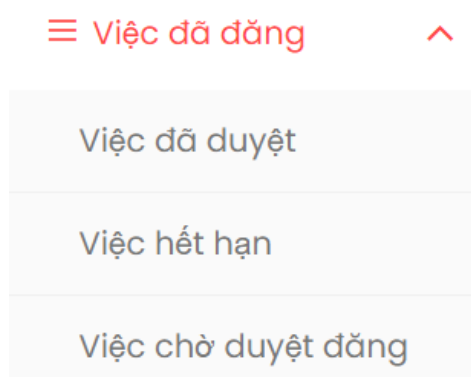 Việc đã đăng
Việc đã duyệt
Việc hết hạn
Việc chờ duyệt đăng